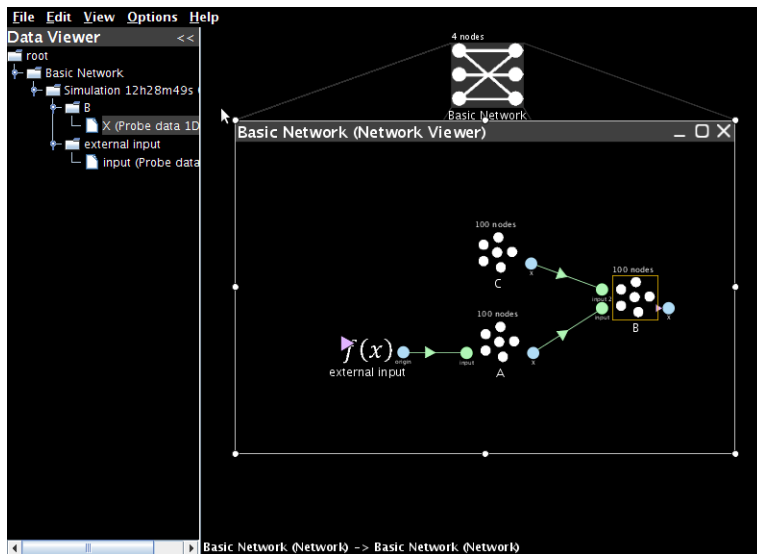 File Edit View Options Help
Data Viewer <<
root
Basic Network
Simulation 12h28m49s
B
X (Probe data 1D
external input
input (Probe data
4 nodes
Basic Network
Basic Network (Network Viewer)
100 nodes
C
X
100 nodes
input 2
input
B
X
100 nodes
A
input
X
f(x)
origin
external input
Basic Network (Network) -> Basic Network (Network)